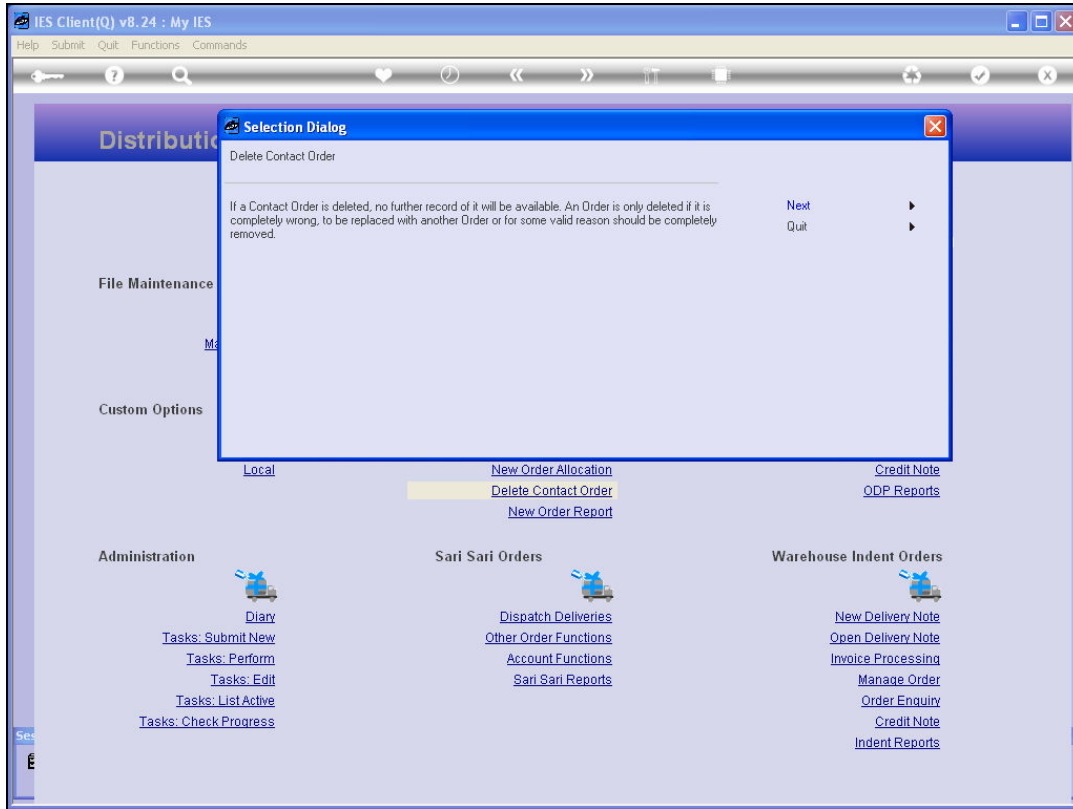 IES Client(Q) v8.24 : My IES
Help Submit Quit Functions Commands
Selection Dialog
Delete Contact Order
If a Contact Order is deleted, no further record of it will be available. An Order is only deleted if it is
completely wrong, to be replaced with another Order or for some valid reason should be completely
removed.
Next
Quit
File Maintenance
Custom Options
Local
New Order Allocation
Delete Contact Order
New Order Report
Credit Note
ODP Reports
Administration
Diary
Tasks: Submit New
Tasks: Perform
Tasks: Edit
Tasks: List Active
Tasks: Check Progress
Sari Sari Orders
Dispatch Deliveries
Other Order Functions
Account Functions
Sari Sari Reports
Warehouse Indent Orders
New Delivery Note
Open Delivery Note
Invoice Processing
Manage Order
Order Enquiry
Credit Note
Indent Reports